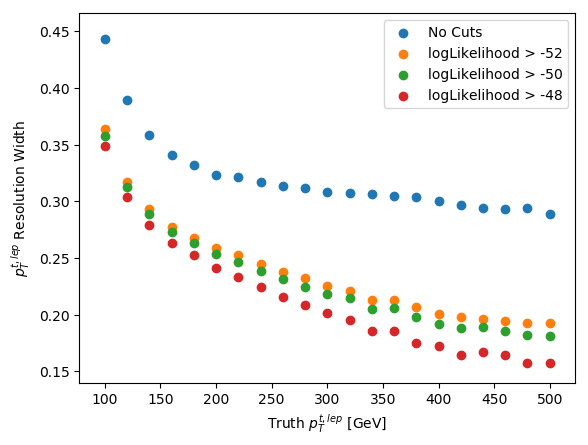 0.45
0.40
0.35
0.30
0.25
0.20
0.15
$p_T^{t,lep}$ Resolution Width
No Cuts
logLikelihood > -52
logLikelihood > -50
logLikelihood > -48
100 150 200 250 300 350 400 450 500
Truth $p_T^{t,lep}$ [GeV]